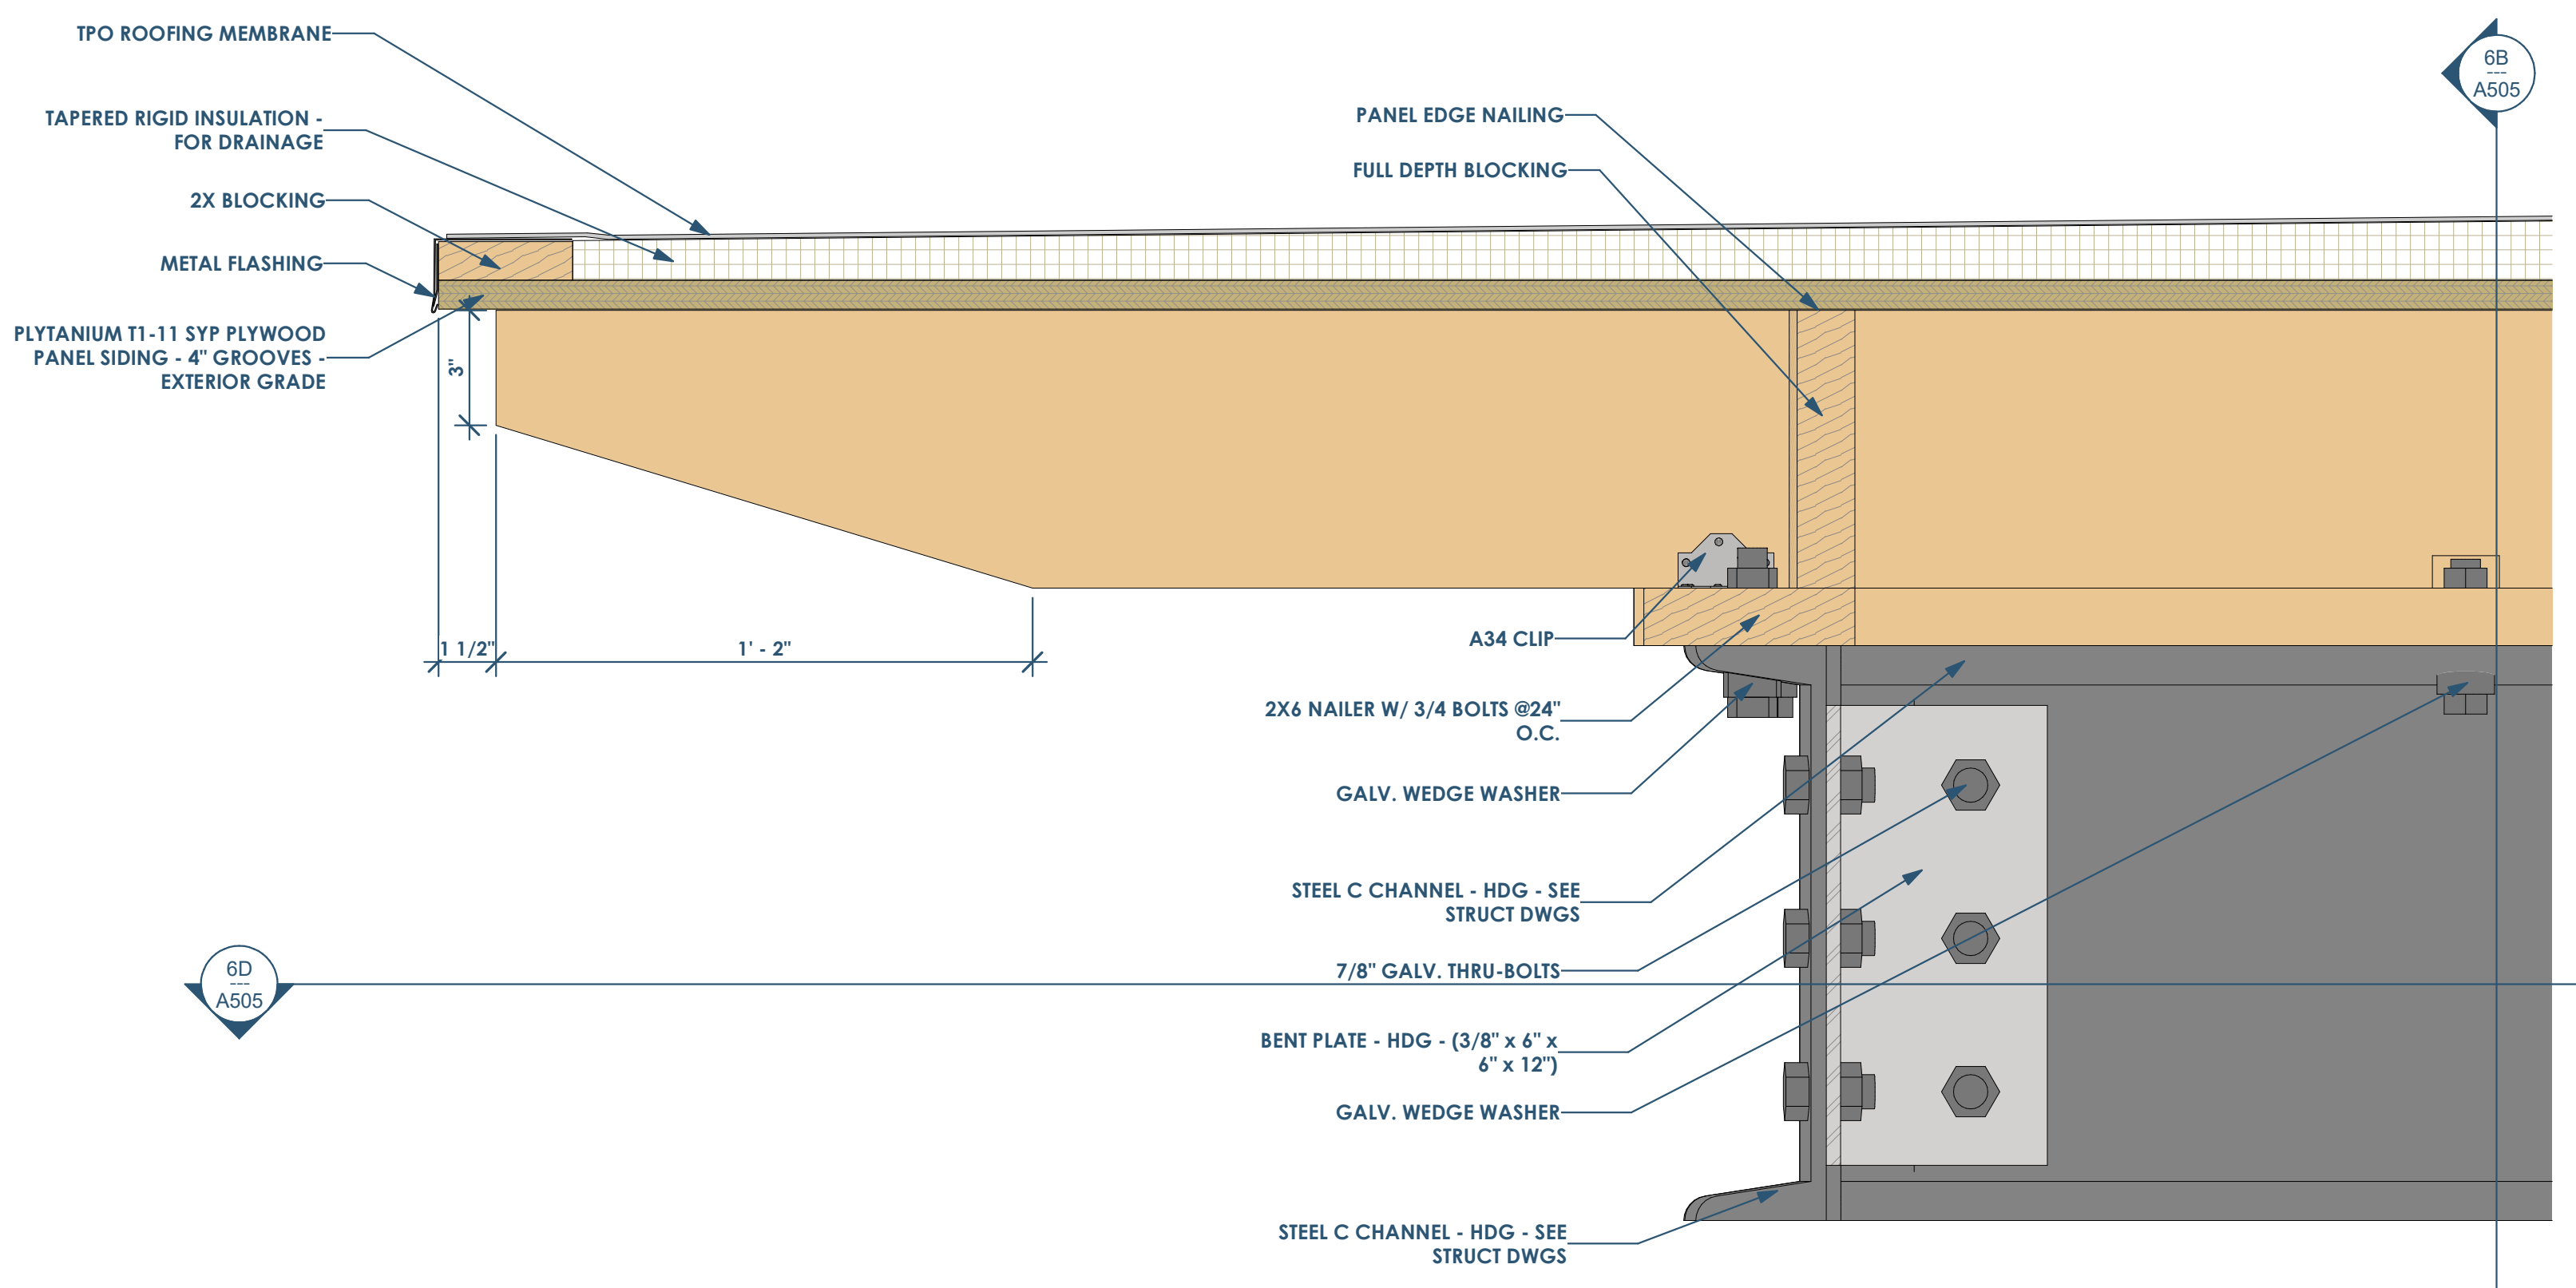 TPO ROOFING MEMBRANE
TAPERED RIGID INSULATION -
FOR DRAINAGE
2X BLOCKING
METAL FLASHING
PLYTANIUM T1-11 SYP PLYWOOD
PANEL SIDING - 4" GROOVES -
EXTERIOR GRADE
3"
1 1/2"
1' - 2"
PANEL EDGE NAILING
FULL DEPTH BLOCKING
6B
---
A505
A34 CLIP
2X6 NAILER W/ 3/4 BOLTS @24"
O.C.
GALV. WEDGE WASHER
STEEL C CHANNEL - HDG - SEE
STRUCT DWGS
7/8" GALV. THRU-BOLTS
6D
---
A505
BENT PLATE - HDG - (3/8" x 6" x
6" x 12")
GALV. WEDGE WASHER
STEEL C CHANNEL - HDG - SEE
STRUCT DWGS